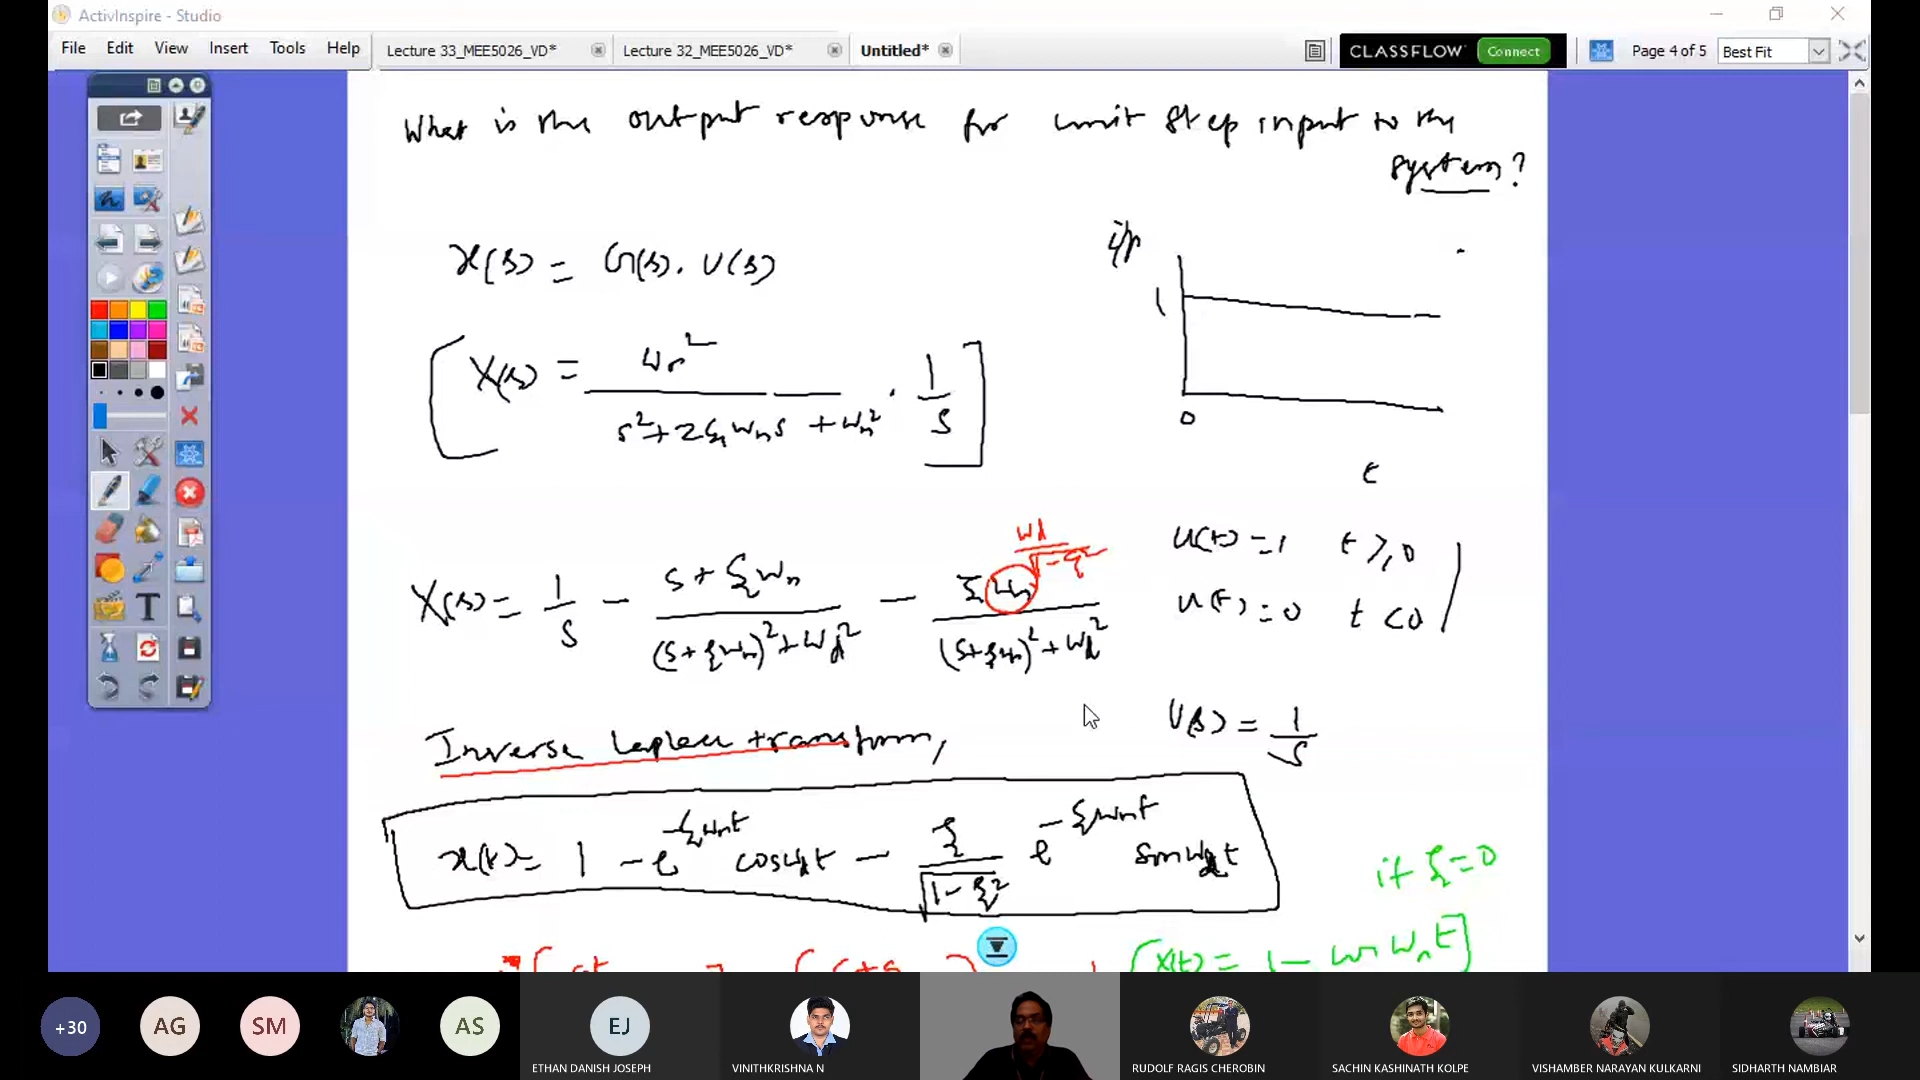 ActivInspire - Studio
File Edit View Insert Tools Help
Lecture 33_MEE5026_VD* Lecture 32_MEE5026_VD* Untitled*
CLASSFLOW Connect Page 4 of 5 Best Fit
What is the output response for unit step input to the
system?
x(s) = G(s). U(s)
i/p
1
0
t
X(s) = ωn² / (s² + 2ξωns + ωn²) · 1/s
ωd / √1-ξ²
X(s) = 1/s − (s + ξωn) / ((s + ξωn)² + ωd²) − ξωn / ((s + ξωn)² + ωd²)
u(t) = 1 t ≥ 0
u(t) = 0 t < 0
U(s) = 1/s
Inverse Laplace transform,
x(t) = 1 − e^-ξωnt cosωdt − ξ/√1-ξ² e^-ξωnt sinωdt
if ξ = 0
[x(t) = 1 − cos ωn t]
+30 AG SM AS EJ
ETHAN DANISH JOSEPH
VINITHKRISHNA N
RUDOLF RAGIS CHEROBIN
SACHIN KASHINATH KOLPE
VISHAMBER NARAYAN KULKARNI
SIDHARTH NAMBIAR